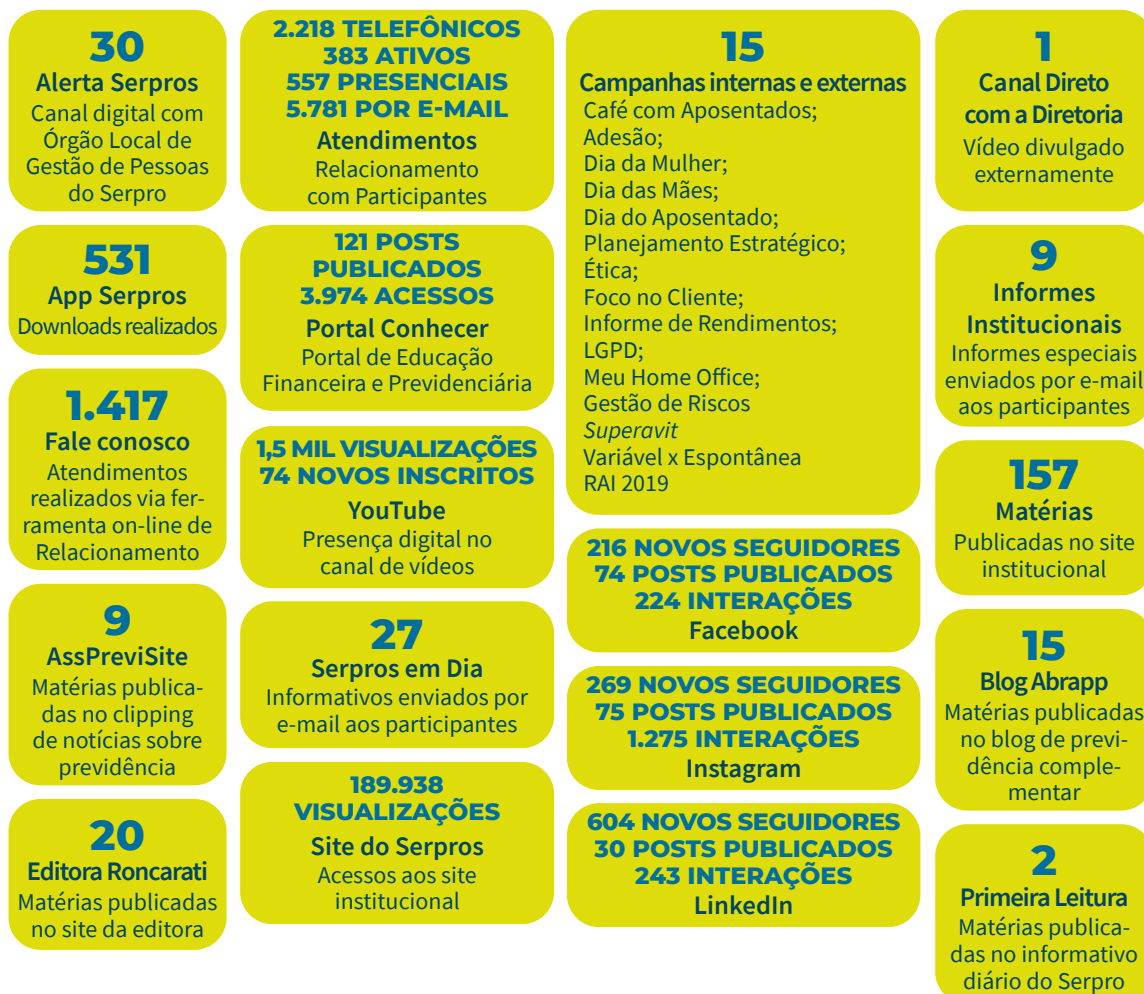 30
Alerta Serpros
Canal digital com
Órgão Local de
Gestão de Pessoas
do Serpro
531
App Serpros
Downloads realizados
1.417
Fale conosco
Atendimentos
realizados via fer-
ramenta on-line de
Relacionamento
9
AssPreviSite
Matérias publica-
das no clipping
de notícias sobre
previdência
20
Editora Roncarati
Matérias publicadas
no site da editora
2.218 TELEFÔNICOS
383 ATIVOS
557 PRESENCIAIS
5.781 POR E-MAIL
Atendimentos
Relacionamento
com Participantes
121 POSTS
PUBLICADOS
3.974 ACESSOS
Portal Conhecer
Portal de Educação
Financeira e Previdenciária
1,5 MIL VISUALIZAÇÕES
74 NOVOS INSCRITOS
YouTube
Presença digital no
canal de vídeos
27
Serpros em Dia
Informativos enviados por
e-mail aos participantes
189.938
VISUALIZAÇÕES
Site do Serpros
Acessos aos site
institucional
15
Campanhas internas e externas
Café com Aposentados;
Adesão;
Dia da Mulher;
Dia das Mães;
Dia do Aposentado;
Planejamento Estratégico;
Ética;
Foco no Cliente;
Informe de Rendimentos;
LGPD;
Meu Home Office;
Gestão de Riscos
Superavit
Variável x Espontânea
RAI 2019
216 NOVOS SEGUIDORES
74 POSTS PUBLICADOS
224 INTERAÇÕES
Facebook
269 NOVOS SEGUIDORES
75 POSTS PUBLICADOS
1.275 INTERAÇÕES
Instagram
604 NOVOS SEGUIDORES
30 POSTS PUBLICADOS
243 INTERAÇÕES
LinkedIn
1
Canal Direto
com a Diretoria
Vídeo divulgado
externamente
9
Informes
Institucionais
Informes especiais
enviados por e-mail
aos participantes
157
Matérias
Publicadas no site
institucional
15
Blog Abrapp
Matérias publicadas
no blog de previ-
dência comple-
mentar
2
Primeira Leitura
Matérias publica-
das no informativo
diário do Serpro